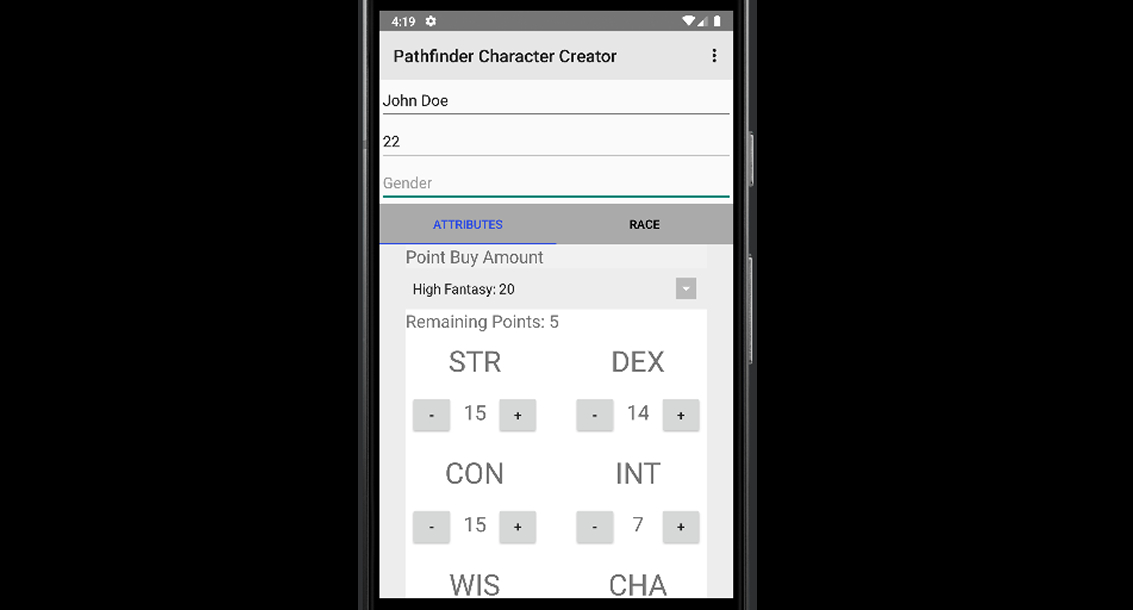 4:19
Pathfinder Character Creator
John Doe
22
Gender
ATTRIBUTES RACE
Point Buy Amount
High Fantasy: 20
Remaining Points: 5
STR DEX
- 15 + - 14 +
CON INT
- 15 + - 7 +
WIS CHA